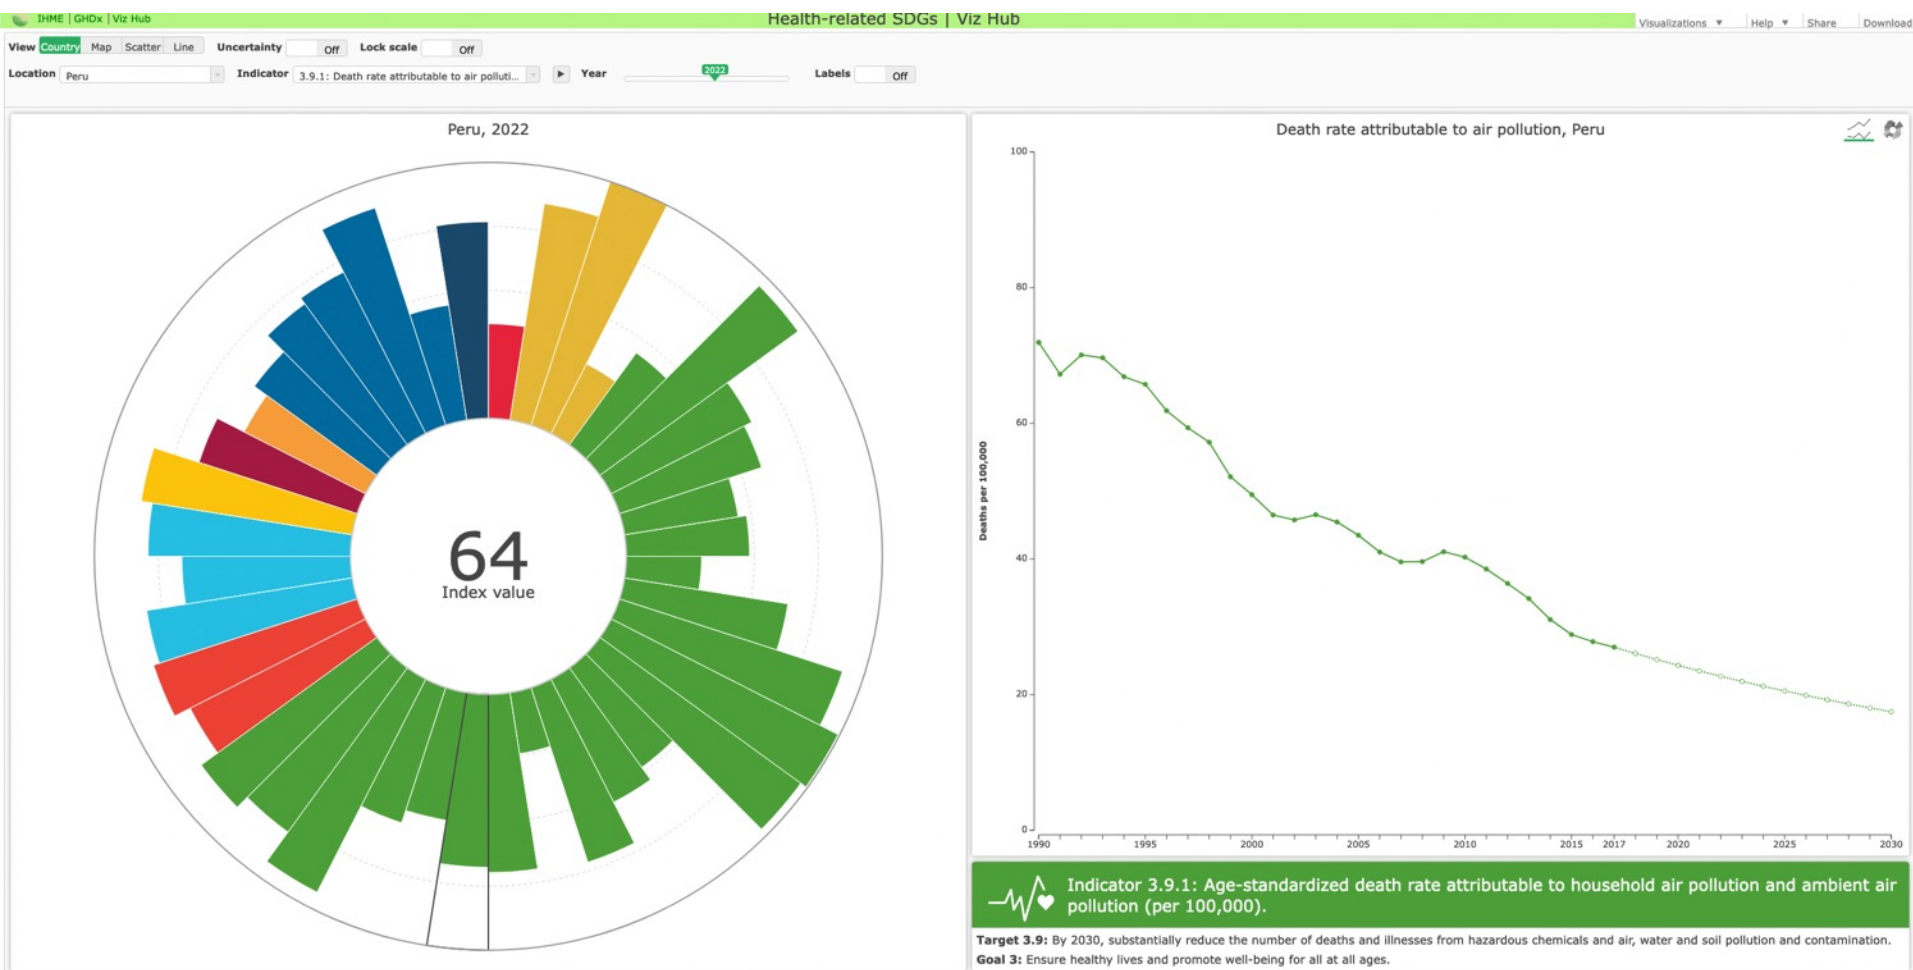 IHME | GHDx | Viz Hub
Health-related SDGs | Viz Hub
Visualizations ▼ Help ▼ Share Download
View Country Map Scatter Line Uncertainty Off Lock scale Off
Location Peru Indicator 3.9.1: Death rate attributable to air polluti... Year 2022 Labels Off
Peru, 2022
64
Index value
Death rate attributable to air pollution, Peru
Deaths per 100,000
100
80
60
40
20
0
1990 1995 2000 2005 2010 2015 2017 2020 2025 2030
Indicator 3.9.1: Age-standardized death rate attributable to household air pollution and ambient air
pollution (per 100,000).
Target 3.9: By 2030, substantially reduce the number of deaths and illnesses from hazardous chemicals and air, water and soil pollution and contamination.
Goal 3: Ensure healthy lives and promote well-being for all at all ages.